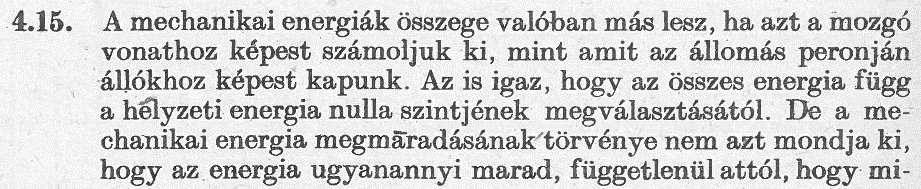 4.15. A mechanikai energiák összege valóban más lesz, ha azt a mozgó
vonathoz képest számoljuk ki, mint amit az állomás peronján
állókhoz képest kapunk. Az is igaz, hogy az összes energia függ
a helyzeti energia nulla szintjének megválasztásától. De a me-
chanikai energia megmaradásának törvénye nem azt mondja ki,
hogy az energia ugyanannyi marad, függetlenül attól, hogy mi-